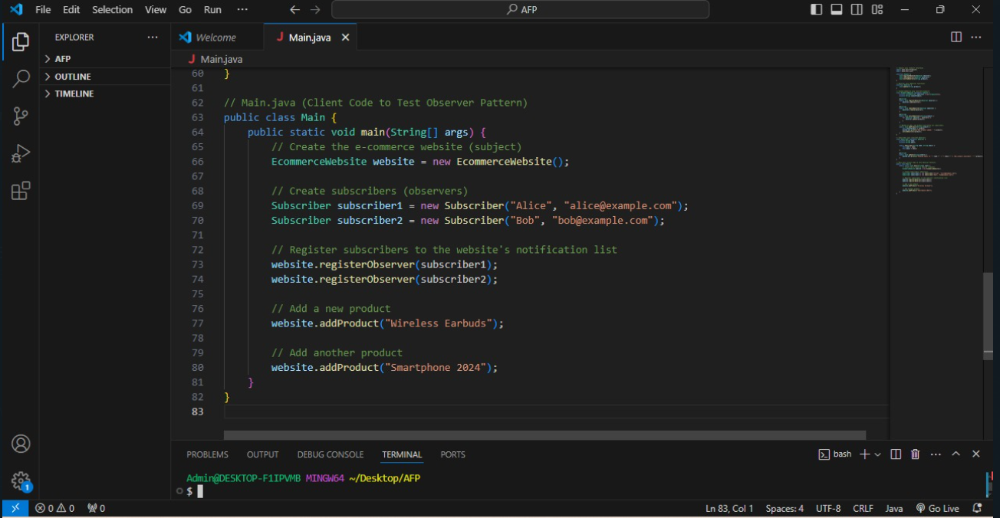 File Edit Selection View Go Run ··· AFP
EXPLORER ···
AFP
OUTLINE
TIMELINE
Welcome
J Main.java
J Main.java
60 }
61
62 // Main.java (Client Code to Test Observer Pattern)
63 public class Main {
64 public static void main(String[] args) {
65 // Create the e-commerce website (subject)
66 EcommerceWebsite website = new EcommerceWebsite();
67
68 // Create subscribers (observers)
69 Subscriber subscriber1 = new Subscriber("Alice", "alice@example.com");
70 Subscriber subscriber2 = new Subscriber("Bob", "bob@example.com");
71
72 // Register subscribers to the website's notification list
73 website.registerObserver(subscriber1);
74 website.registerObserver(subscriber2);
75
76 // Add a new product
77 website.addProduct("Wireless Earbuds");
78
79 // Add another product
80 website.addProduct("Smartphone 2024");
81 }
82 }
83
PROBLEMS OUTPUT DEBUG CONSOLE TERMINAL PORTS bash
Admin@DESKTOP-F1IPVMB MINGW64 ~/Desktop/AFP
$
1
0 0 0 Ln 83, Col 1 Spaces: 4 UTF-8 CRLF Java Go Live